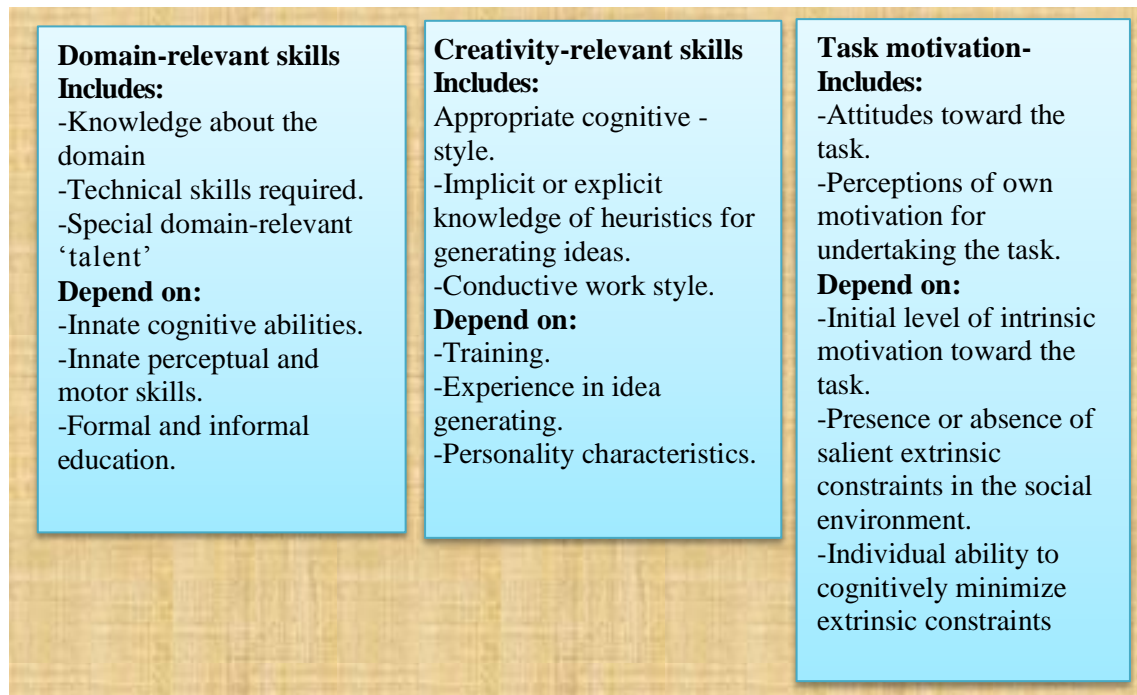 Domain-relevant skills
Includes:
-Knowledge about the
domain
-Technical skills required.
-Special domain-relevant
‘talent’
Depend on:
-Innate cognitive abilities.
-Innate perceptual and
motor skills.
-Formal and informal
education.
Creativity-relevant skills
Includes:
Appropriate cognitive -
style.
-Implicit or explicit
knowledge of heuristics for
generating ideas.
-Conductive work style.
Depend on:
-Training.
-Experience in idea
generating.
-Personality characteristics.
Task motivation-
Includes:
-Attitudes toward the
task.
-Perceptions of own
motivation for
undertaking the task.
Depend on:
-Initial level of intrinsic
motivation toward the
task.
-Presence or absence of
salient extrinsic
constraints in the social
environment.
-Individual ability to
cognitively minimize
extrinsic constraints